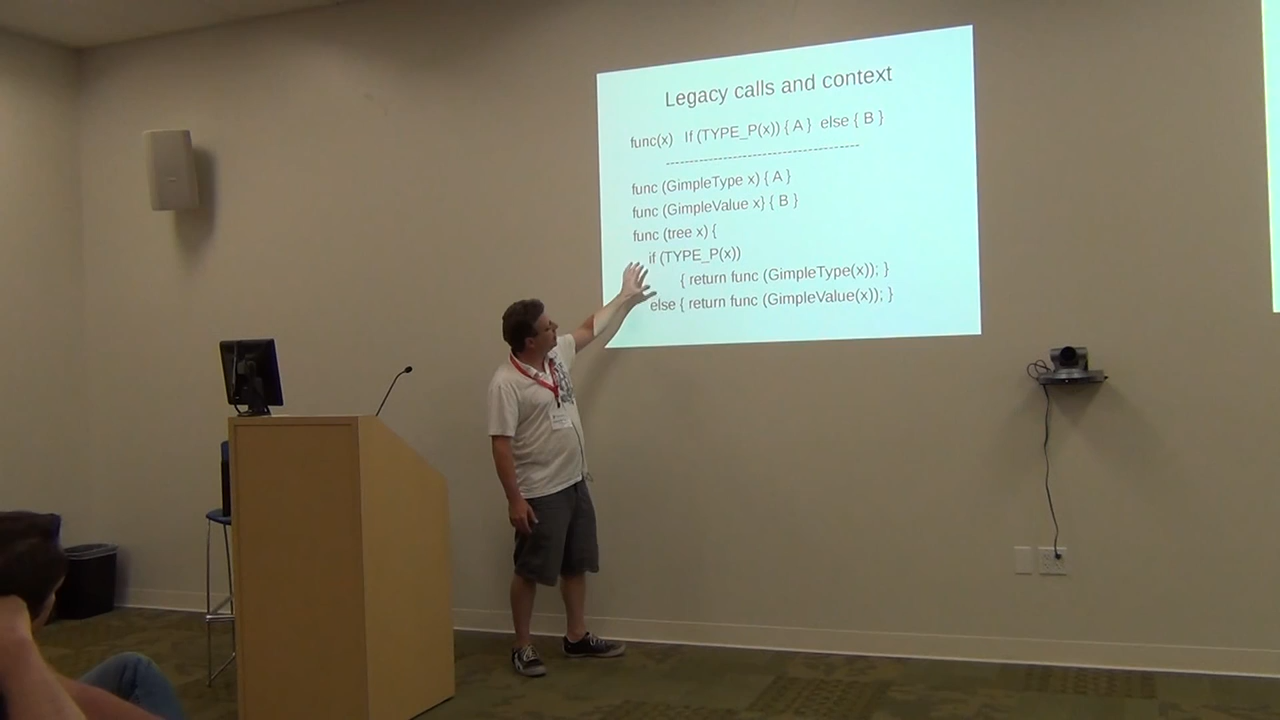 Legacy calls and context
func(x) If (TYPE_P(x)) { A } else { B }
-----------------------------------------
func (GimpleType x) { A }
func (GimpleValue x} { B }
func (tree x) {
if (TYPE_P(x))
{ return func (GimpleType(x)); }
else { return func (GimpleValue(x)); }